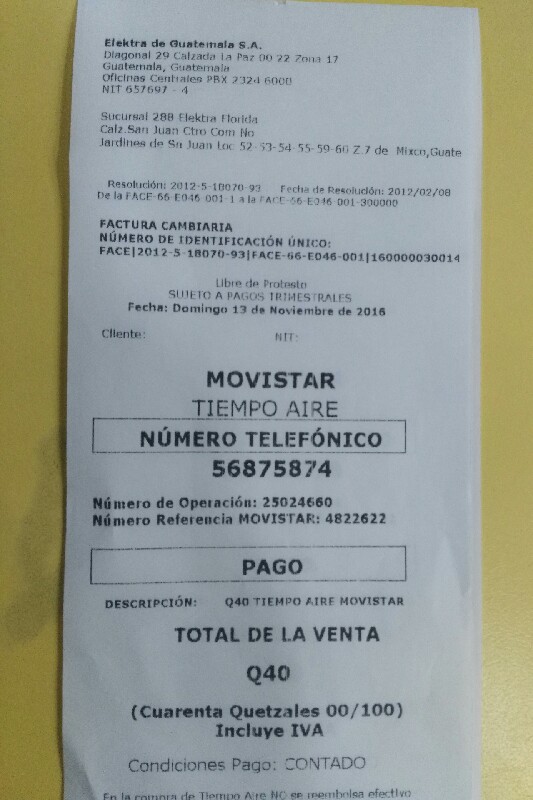 Elektra de Guatemala S.A.
Diagonal 29 Calzada La Paz 00 22 Zona 17
Guatemala, Guatemala
Oficinas Centrales PBX 2324 6000
NIT 657697 - 4
Sucursal 288 Elektra Florida
Calz.San Juan Ctro Com No
Jardines de Sn Juan Loc 52-53-54-55-59-60 Z.7 de Mixco,Guate
Resolución: 2012-5-18070-93 Fecha de Resolución: 2012/02/08
De la FACE-66-E046-001-1 a la FACE-66-E046-001-300000
FACTURA CAMBIARIA
NÚMERO DE IDENTIFICACIÓN ÚNICO:
FACE|2012-5-18070-93|FACE-66-E046-001|160000030014
Libre de Protesto
SUJETO A PAGOS TRIMESTRALES
Fecha: Domingo 13 de Noviembre de 2016
Cliente: NIT:
MOVISTAR
TIEMPO AIRE
NÚMERO TELEFÓNICO
56875874
Número de Operación: 25024660
Número Referencia MOVISTAR: 4822622
PAGO
DESCRIPCIÓN: Q40 TIEMPO AIRE MOVISTAR
TOTAL DE LA VENTA
Q40
(Cuarenta Quetzales 00/100)
Incluye IVA
Condiciones Pago: CONTADO
En la compra de Tiempo Aire NO se reembolsa efectivo